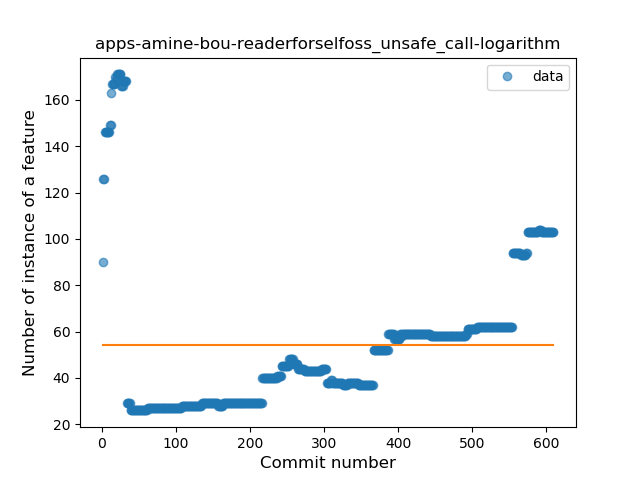 apps-amine-bou-readerforselfoss_unsafe_call-logarithm
data
Number of instance of a feature
160
140
120
100
80
60
40
20
0 100 200 300 400 500 600
Commit number